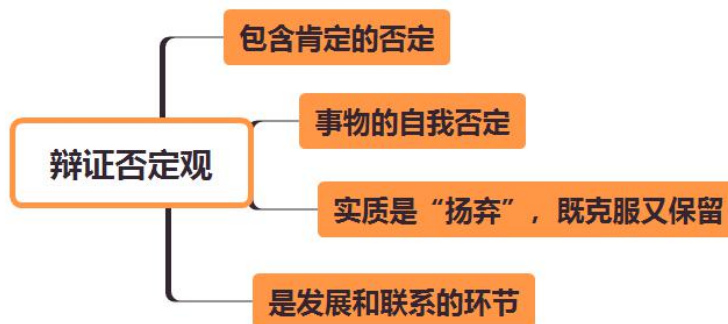 包含肯定的否定
事物的自我否定
辩证否定观
实质是“扬弃”，既克服又保留
是发展和联系的环节